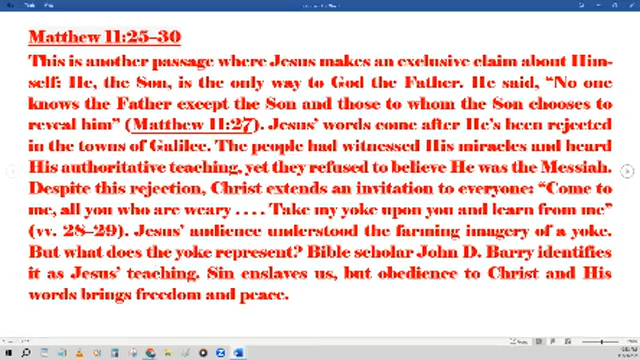 Matthew 11:25–30
This is another passage where Jesus makes an exclusive claim about Him-
self: He, the Son, is the only way to God the Father. He said, “No one
knows the Father except the Son and those to whom the Son chooses to
reveal him” (Matthew 11:27). Jesus’ words come after He’s been rejected
in the towns of Galilee. The people had witnessed His miracles and heard
His authoritative teaching, yet they refused to believe He was the Messiah.
Despite this rejection, Christ extends an invitation to everyone: “Come to
me, all you who are weary . . . . Take my yoke upon you and learn from me”
(vv. 28–29). Jesus’ audience understood the farming imagery of a yoke.
But what does the yoke represent? Bible scholar John D. Barry identifies
it as Jesus’ teaching. Sin enslaves us, but obedience to Christ and His
words brings freedom and peace.